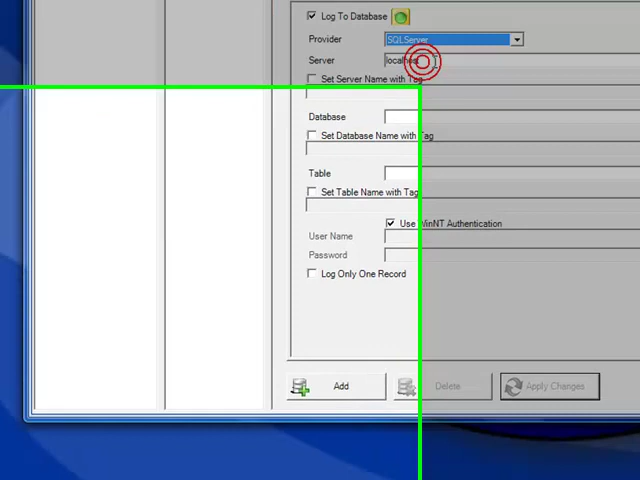 Log To Database
Provider SQLServer
Server localhost
Set Server Name with Tag
Database
Set Database Name with Tag
Table
Set Table Name with Tag
Use WinNT Authentication
User Name
Password
Log Only One Record
Add Delete Apply Changes